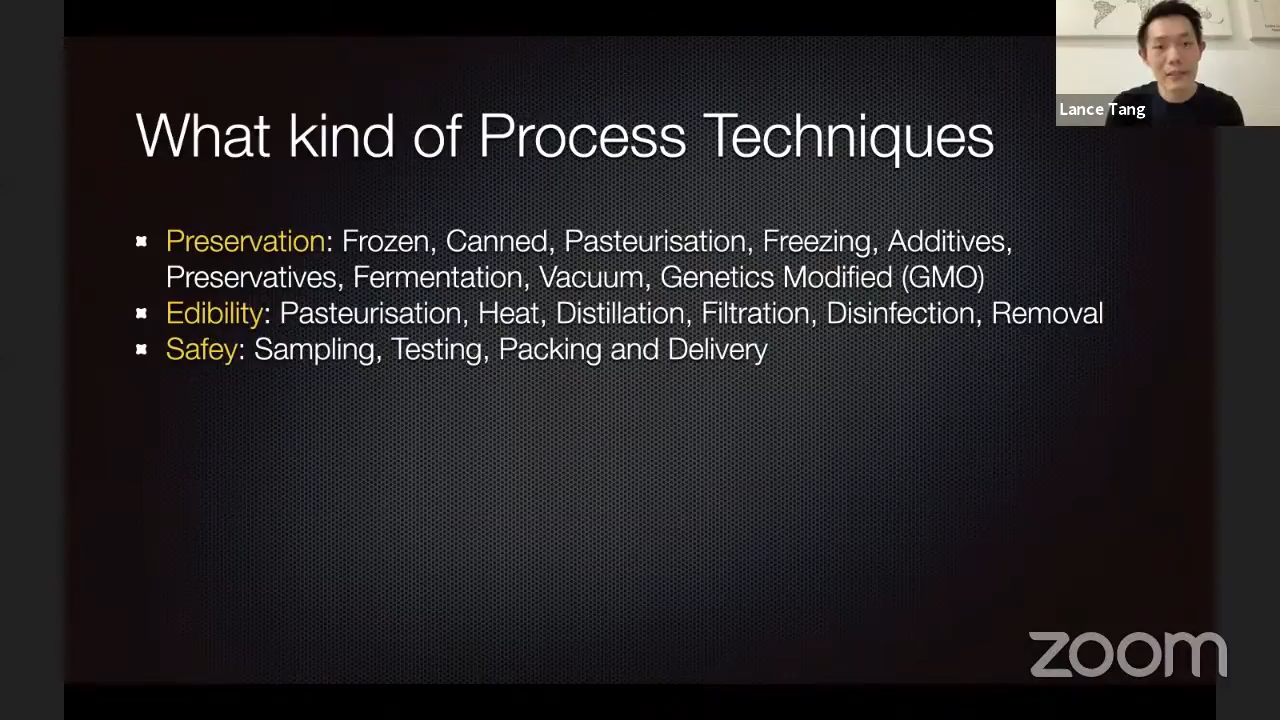 Lance Tang
What kind of Process Techniques
Preservation: Frozen, Canned, Pasteurisation, Freezing, Additives,
Preservatives, Fermentation, Vacuum, Genetics Modified (GMO)
Edibility: Pasteurisation, Heat, Distillation, Filtration, Disinfection, Removal
Safey: Sampling, Testing, Packing and Delivery
zoom